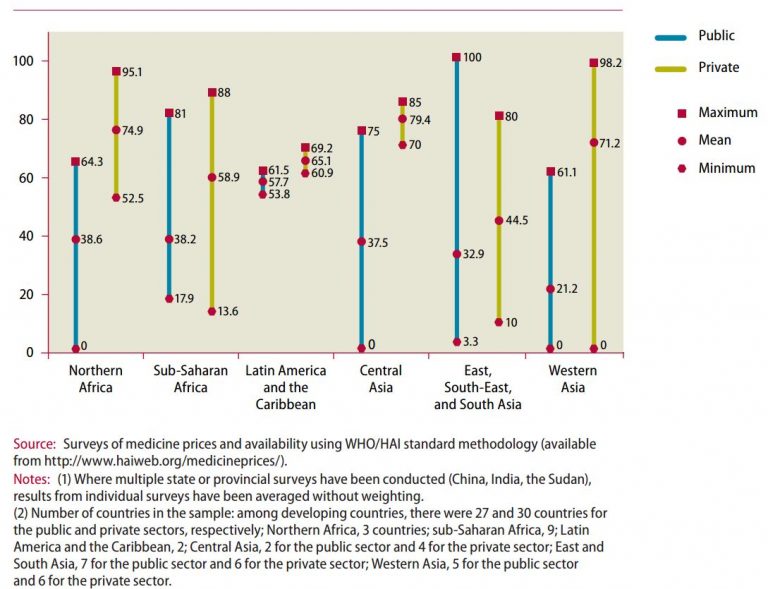 Public
Private
Maximum
Mean
Minimum
100
80
60
40
20
0
64.3
38.6
0
95.1
74.9
52.5
81
38.2
17.9
88
58.9
13.6
61.5
57.7
53.8
69.2
65.1
60.9
75
37.5
0
85
79.4
70
100
32.9
3.3
80
44.5
10
61.1
21.2
0
98.2
71.2
0
Northern
Africa
Sub-Saharan
Africa
Latin America
and the
Caribbean
Central
Asia
East,
South-East,
and South Asia
Western
Asia
Source: Surveys of medicine prices and availability using WHO/HAI standard methodology (available
from http://www.haiweb.org/medicineprices/).
Notes: (1) Where multiple state or provincial surveys have been conducted (China, India, the Sudan),
results from individual surveys have been averaged without weighting.
(2) Number of countries in the sample: among developing countries, there were 27 and 30 countries for
the public and private sectors, respectively; Northern Africa, 3 countries; sub-Saharan Africa, 9; Latin
America and the Caribbean, 2; Central Asia, 2 for the public sector and 4 for the private sector; East and
South Asia, 7 for the public sector and 6 for the private sector; Western Asia, 5 for the public sector
and 6 for the private sector.